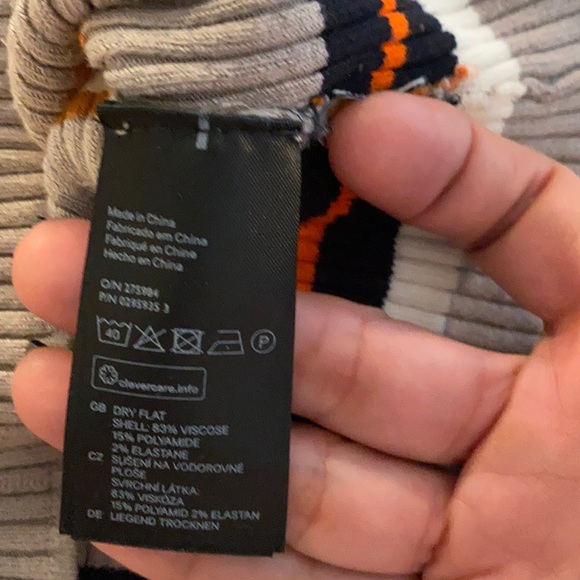 Made in China
Fabricado em China
Fabriqué en China
Hecho en China
O/N 275984
P/N 0295935 3
40 P
clevercare.info
GB DRY FLAT
SHELL: 83% VISCOSE
15% POLYAMIDE
2% ELASTANE
CZ SUŠENÍ NA VODOROVNÉ
PLOŠE
SVRCHNÍ LÁTKA:
83% VISKÓZA
15% POLYAMID 2% ELASTAN
DE LIEGEND TROCKNEN